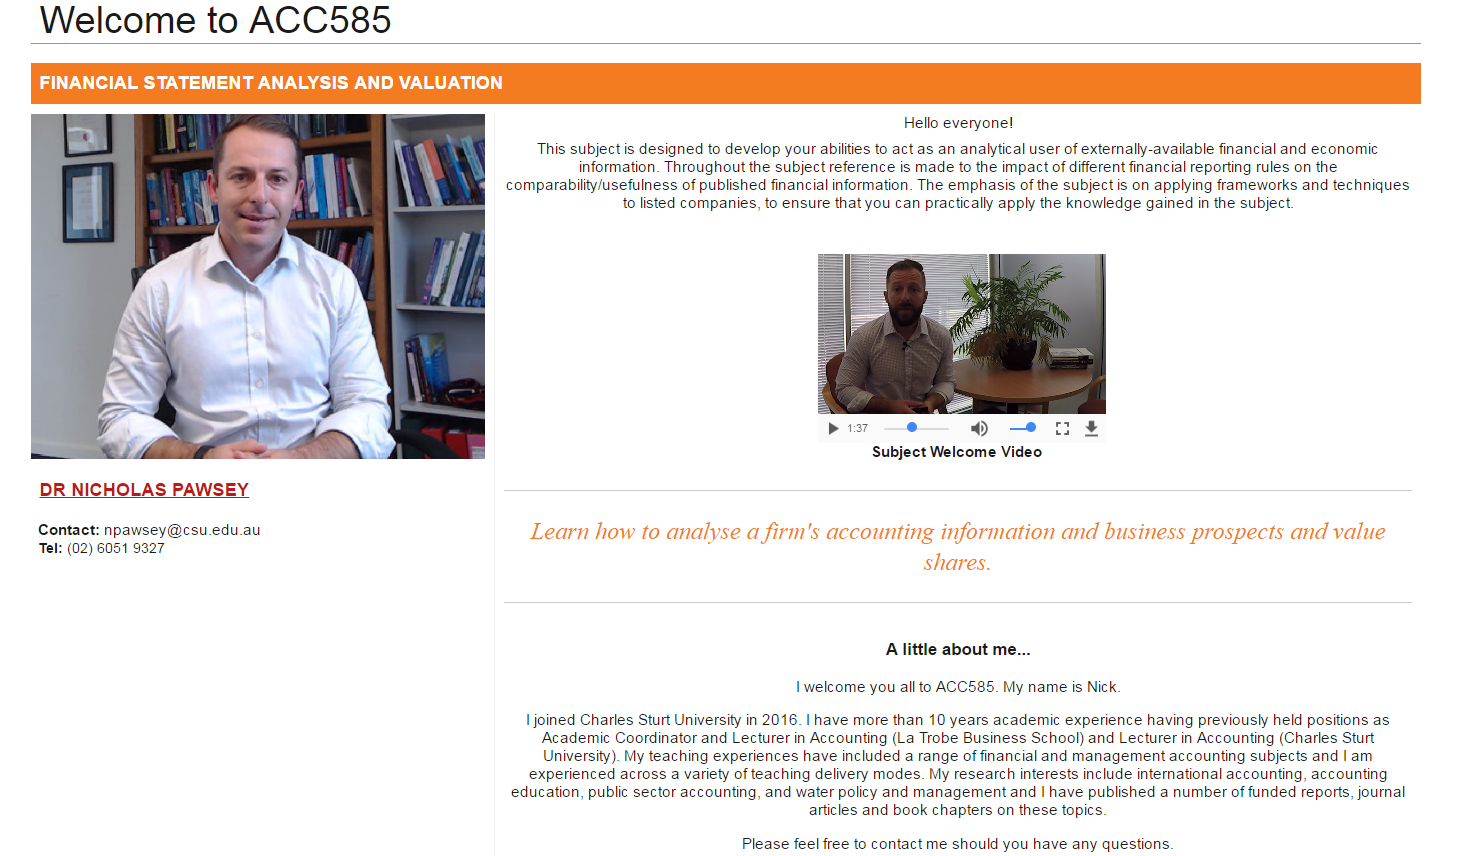 Welcome to ACC585
FINANCIAL STATEMENT ANALYSIS AND VALUATION
DR NICHOLAS PAWSEY
Contact: npawsey@csu.edu.au
Tel: (02) 6051 9327
Hello everyone!
This subject is designed to develop your abilities to act as an analytical user of externally-available financial and economic
information. Throughout the subject reference is made to the impact of different financial reporting rules on the
comparability/usefulness of published financial information. The emphasis of the subject is on applying frameworks and techniques
to listed companies, to ensure that you can practically apply the knowledge gained in the subject.
1:37
Subject Welcome Video
Learn how to analyse a firm's accounting information and business prospects and value
shares.
A little about me...
I welcome you all to ACC585. My name is Nick.
I joined Charles Sturt University in 2016. I have more than 10 years academic experience having previously held positions as
Academic Coordinator and Lecturer in Accounting (La Trobe Business School) and Lecturer in Accounting (Charles Sturt
University). My teaching experiences have included a range of financial and management accounting subjects and I am
experienced across a variety of teaching delivery modes. My research interests include international accounting, accounting
education, public sector accounting, and water policy and management and I have published a number of funded reports, journal
articles and book chapters on these topics.
Please feel free to contact me should you have any questions.